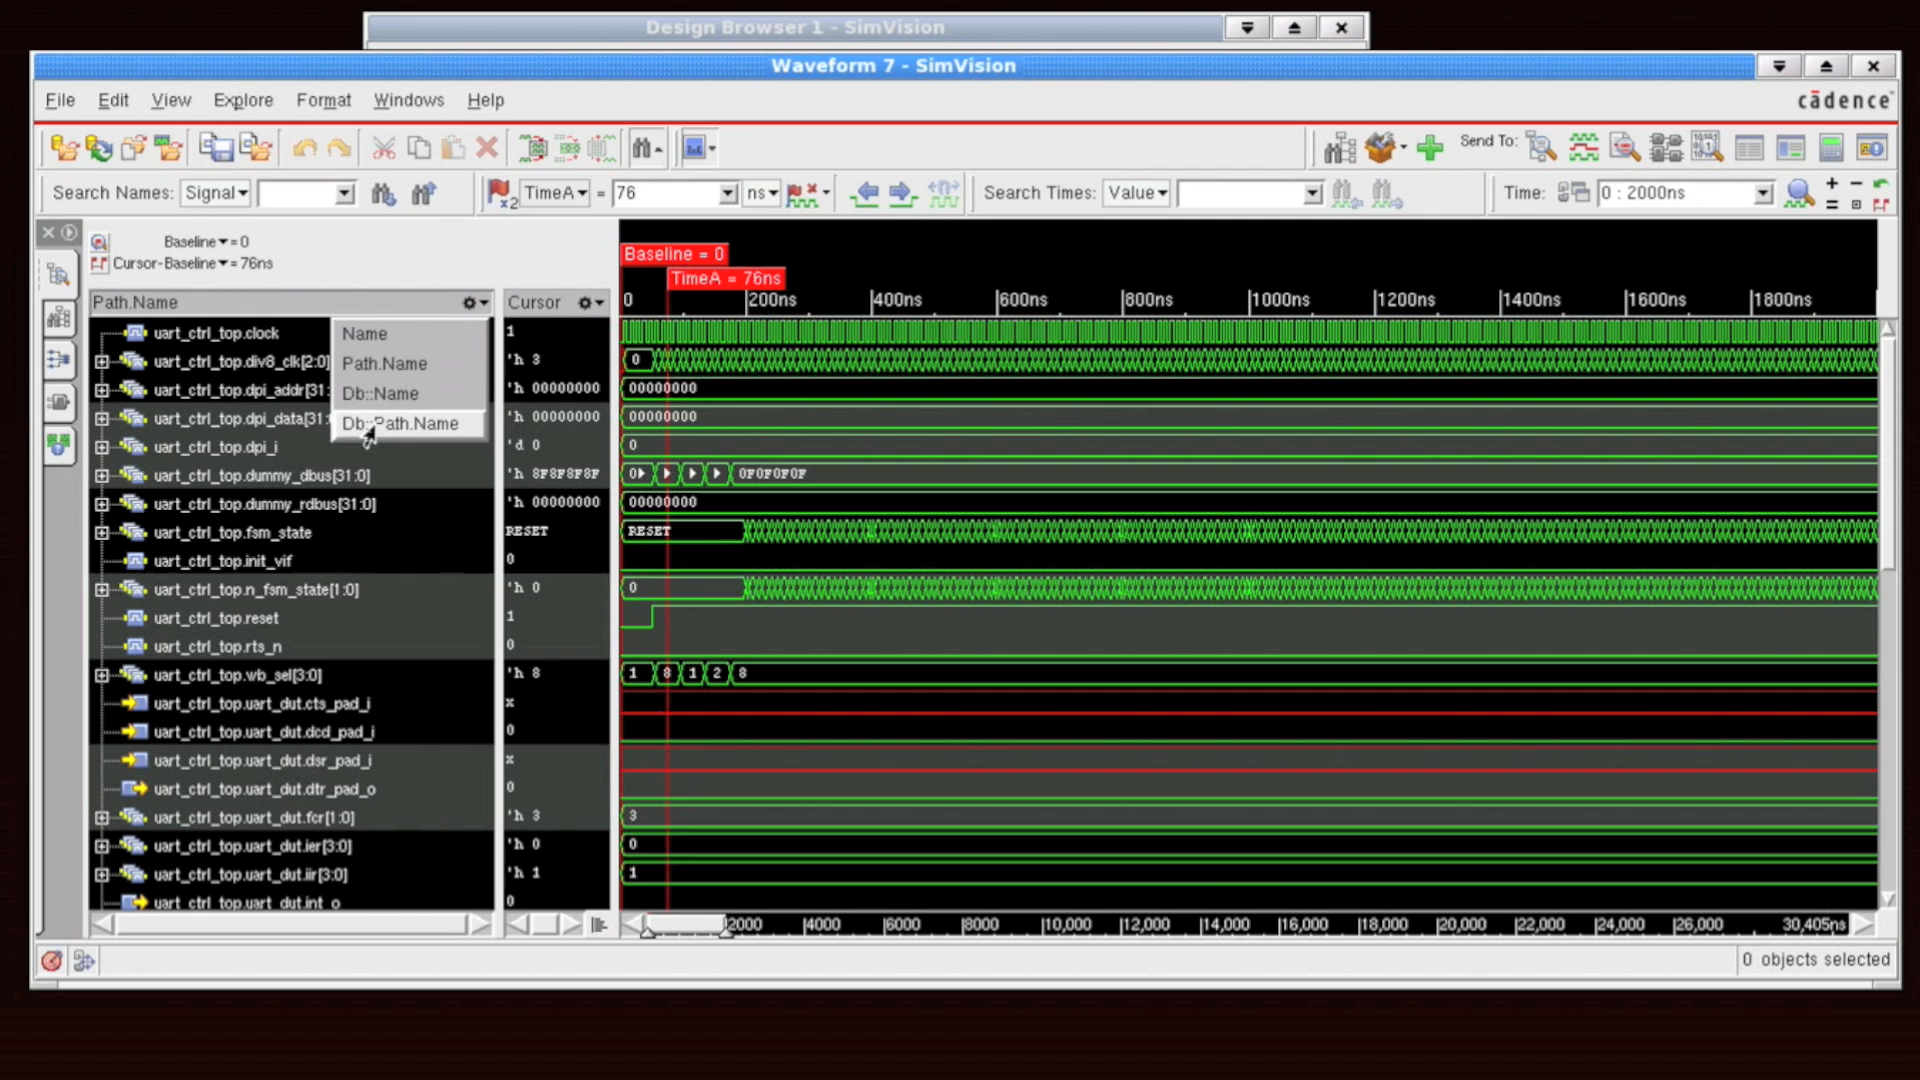 Design Browser 1 - SimVision
Waveform 7 - SimVision
File Edit View Explore Format Windows Help
cādence
Send To:
Search Names: Signal
x2 TimeA = 76 ns
Search Times: Value
Time: 0 : 2000ns
Baseline = 0
Cursor-Baseline = 76ns
Baseline = 0
TimeA = 76ns
Path.Name Cursor
0 200ns 400ns 600ns 800ns 1000ns 1200ns 1400ns 1600ns 1800ns
Name
Path.Name
Db::Name
Db::Path.Name
uart_ctrl_top.clock 1
uart_ctrl_top.div8_clk[2:0] 'h 3 0
uart_ctrl_top.dpi_addr[31: 'h 00000000 00000000
uart_ctrl_top.dpi_data[31: 'h 00000000 00000000
uart_ctrl_top.dpi_i 'd 0 0
uart_ctrl_top.dummy_dbus[31:0] 'h 8F8F8F8F 0 0F0F0F0F
uart_ctrl_top.dummy_rdbus[31:0] 'h 00000000 00000000
uart_ctrl_top.fsm_state RESET RESET
uart_ctrl_top.init_vif 0
uart_ctrl_top.n_fsm_state[1:0] 'h 0 0
uart_ctrl_top.reset 1
uart_ctrl_top.rts_n 0
uart_ctrl_top.wb_sel[3:0] 'h 8 1 8 1 2 8
uart_ctrl_top.uart_dut.cts_pad_i x
uart_ctrl_top.uart_dut.dcd_pad_i 0
uart_ctrl_top.uart_dut.dsr_pad_i x
uart_ctrl_top.uart_dut.dtr_pad_o 0
uart_ctrl_top.uart_dut.fcr[1:0] 'h 3 3
uart_ctrl_top.uart_dut.ier[3:0] 'h 0 0
uart_ctrl_top.uart_dut.iir[3:0] 'h 1 1
uart_ctrl_top.uart_dut.int_o 0
2000 4000 6000 8000 10,000 12,000 14,000 16,000 18,000 20,000 22,000 24,000 26,000 30,405ns
0 objects selected